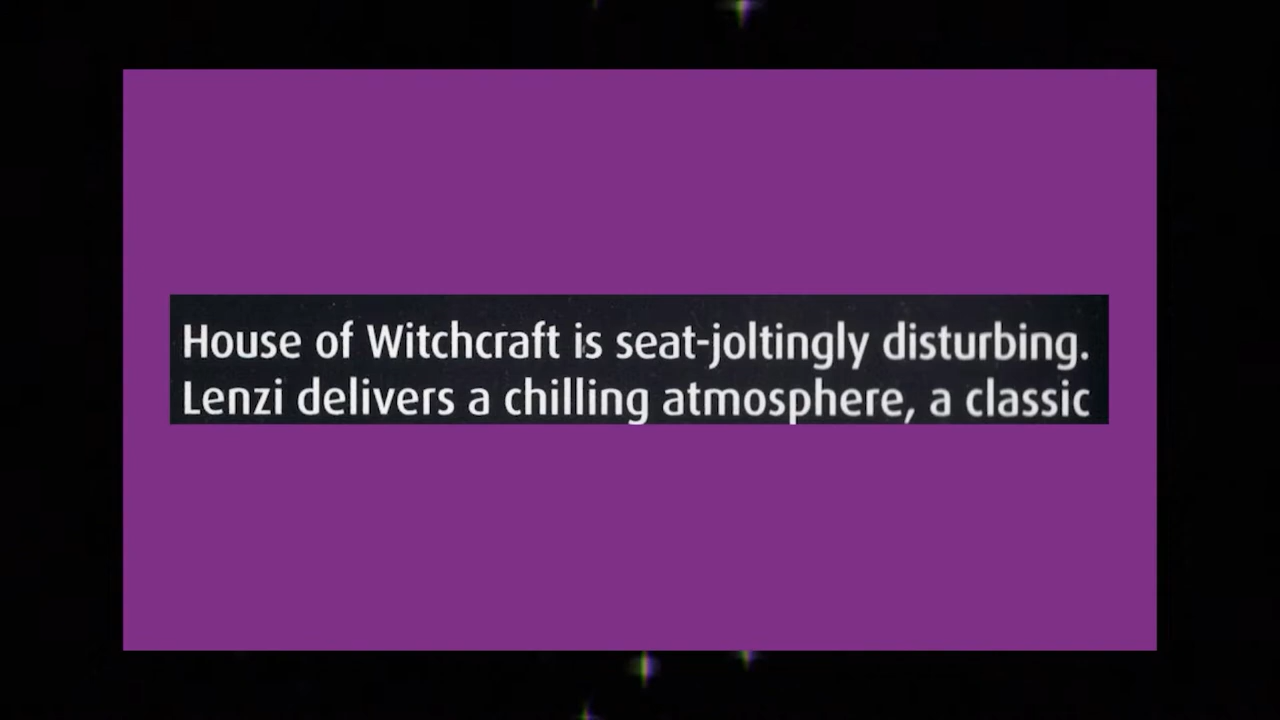 House of Witchcraft is seat-joltingly disturbing.
Lenzi delivers a chilling atmosphere, a classic